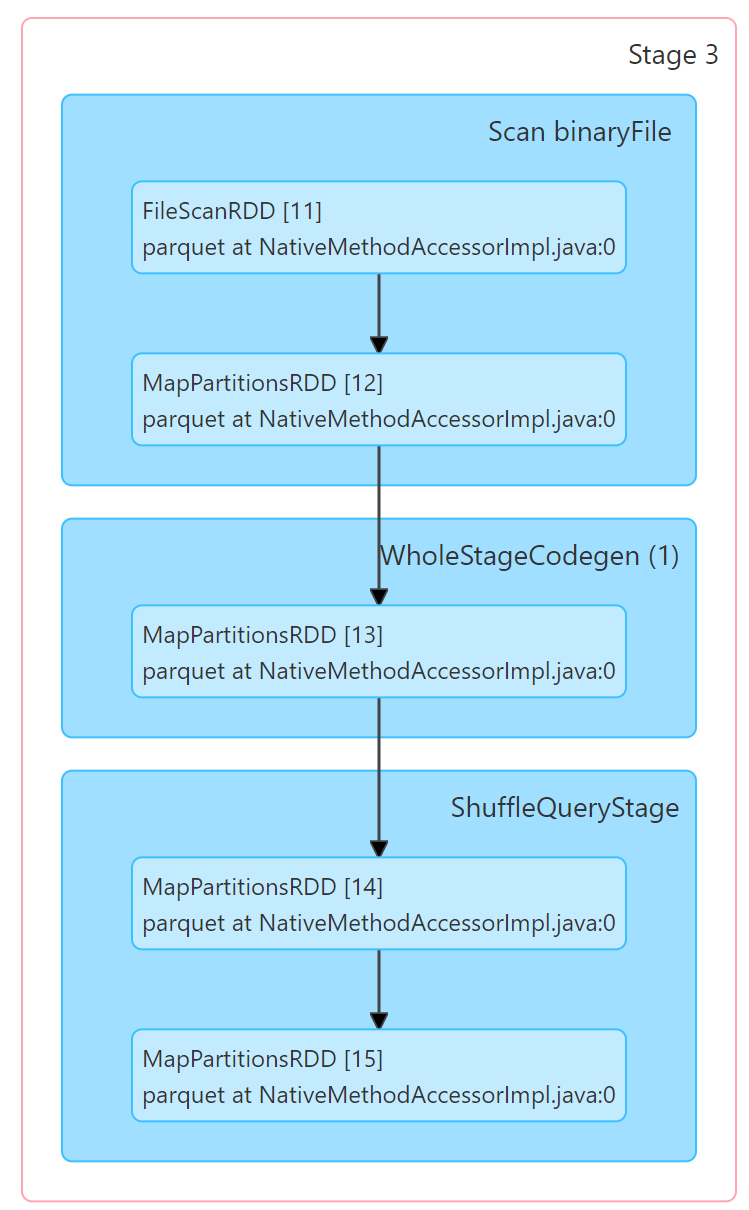 Stage 3
Scan binaryFile
FileScanRDD [11]
parquet at NativeMethodAccessorImpl.java:0
MapPartitionsRDD [12]
parquet at NativeMethodAccessorImpl.java:0
WholeStageCodegen (1)
MapPartitionsRDD [13]
parquet at NativeMethodAccessorImpl.java:0
ShuffleQueryStage
MapPartitionsRDD [14]
parquet at NativeMethodAccessorImpl.java:0
MapPartitionsRDD [15]
parquet at NativeMethodAccessorImpl.java:0